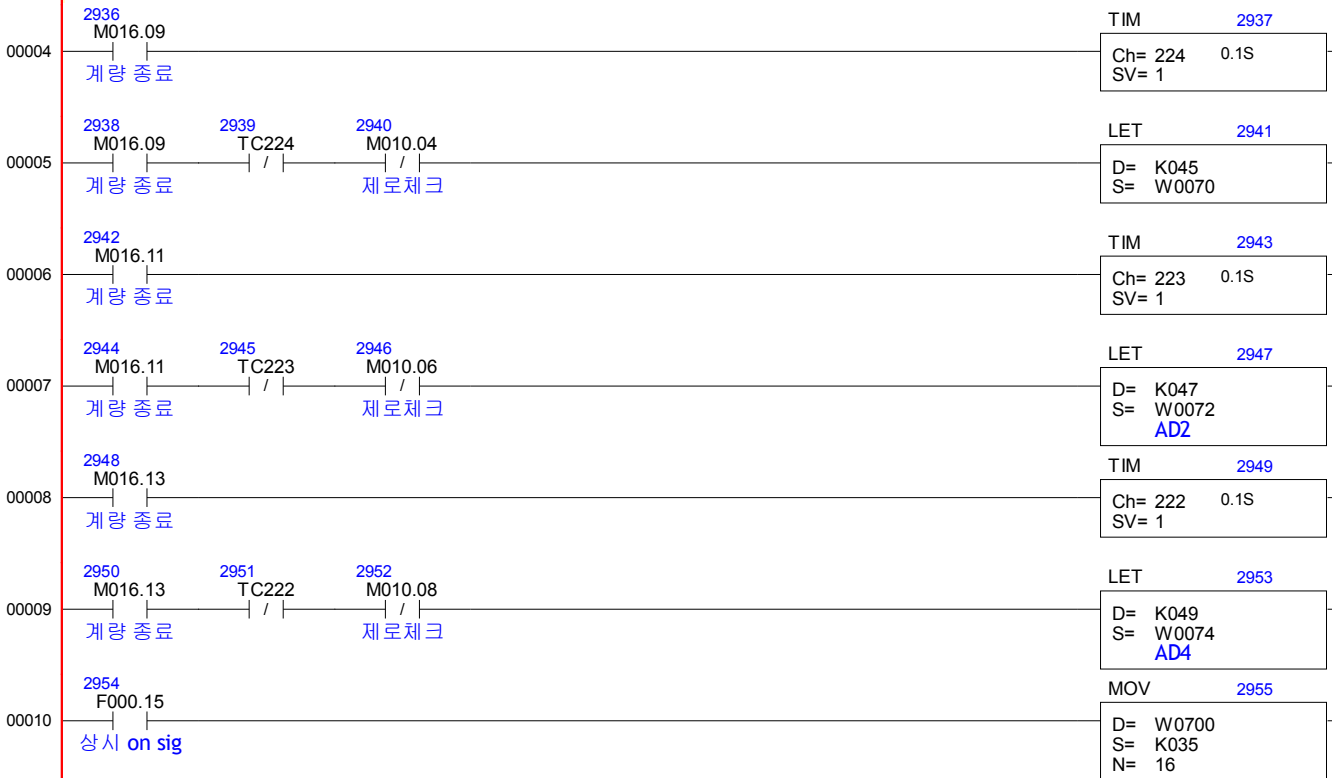 2936
M016.09
TIM 2937
00004
Ch= 224 0.1S
계량 종료
SV= 1
2938 2939 2940
M016.09 TC224 M010.04
LET 2941
00005 / /
D= K045
계량 종료 제로체크
S= W0070
2942
M016.11
TIM 2943
00006
Ch= 223 0.1S
계량 종료
SV= 1
2944 2945 2946
M016.11 TC223 M010.06
LET 2947
00007 / /
D= K047
계량 종료 제로체크
S= W0072
AD2
2948
M016.13
TIM 2949
00008
Ch= 222 0.1S
계량 종료
SV= 1
2950 2951 2952
M016.13 TC222 M010.08
LET 2953
00009 / /
D= K049
계량 종료 제로체크
S= W0074
AD4
2954
F000.15
MOV 2955
00010
D= W0700
상시 on sig
S= K035
N= 16